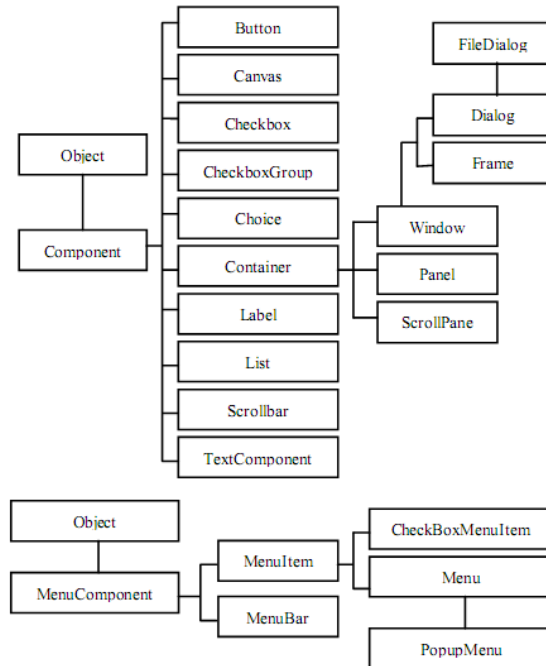 Button
FileDialog
Canvas
Dialog
Checkbox
Object
CheckboxGroup
Frame
Choice
Window
Component
Container
Panel
Label
ScrollPane
List
Scrollbar
TextComponent
Object
CheckBoxMenuItem
MenuItem
Menu
MenuComponent
MenuBar
PopupMenu